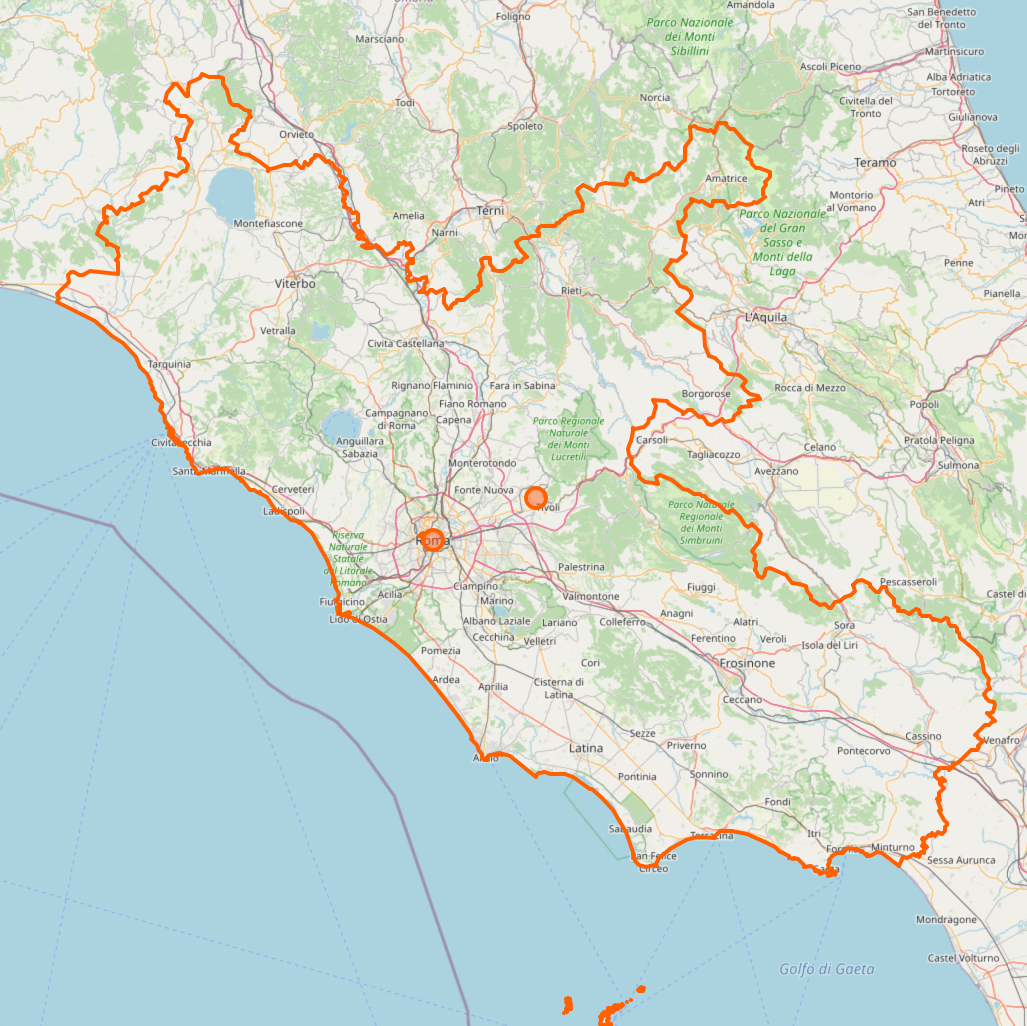 Amandola
Foligno
San Benedetto
del Tronto
Parco Nazionale
dei Monti
Sibillini
Marsciano
Martinsicuro
Ascoli Piceno
Alba Adriatica
Tortoreto
Norcia
Todi
Civitella del
Tronto
Giulianova
Spoleto
Orvieto
Roseto degli
Abruzzi
Teramo
Amatrice
Pineto
Montorio
al Vomano
Atri
Terni
Amelia
Parco Nazionale
del Gran
Sasso e
Monti della
Laga
Montefiascone
Narni
Penne
Viterbo
Rieti
Pianella
L'Aquila
Vetralla
Civita Castellana
Tarquinia
Rignano Flaminio
Fara in Sabina
Rocca di Mezzo
Borgorose
Fiano Romano
Popoli
Campagnano
di Roma
Capena
Parco Regionale
Naturale
dei Monti
Lucretili
Anguillara
Sabazia
Carsoli
Pratola Peligna
Celano
Tagliacozzo
Civitavecchia
Monterotondo
Avezzano
Sulmona
Santa Marinella
Cerveteri
Fonte Nuova
Tivoli
Ladispoli
Parco Naturale
Regionale
dei Monti
Simbruini
Riserva
Naturale
Statale
del Litorale
Romano
Roma
Palestrina
Pescasseroli
Ciampino
Fiuggi
Castel di
Acilia
Valmontone
Fiumicino
Marino
Anagni
Lido di Ostia
Albano Laziale
Lariano
Colleferro
Alatri
Sora
Cecchina
Velletri
Ferentino
Veroli
Isola del Liri
Pomezia
Cori
Frosinone
Ardea
Aprilia
Cisterna di
Latina
Ceccano
Sezze
Cassino
Venafro
Latina
Priverno
Pontecorvo
Anzio
Pontinia
Sonnino
Fondi
Sabaudia
Terracina
Itri
Formia
Minturno
San Felice
Circeo
Gaeta
Sessa Aurunca
Mondragone
Castel Volturno
Golfo di Gaeta